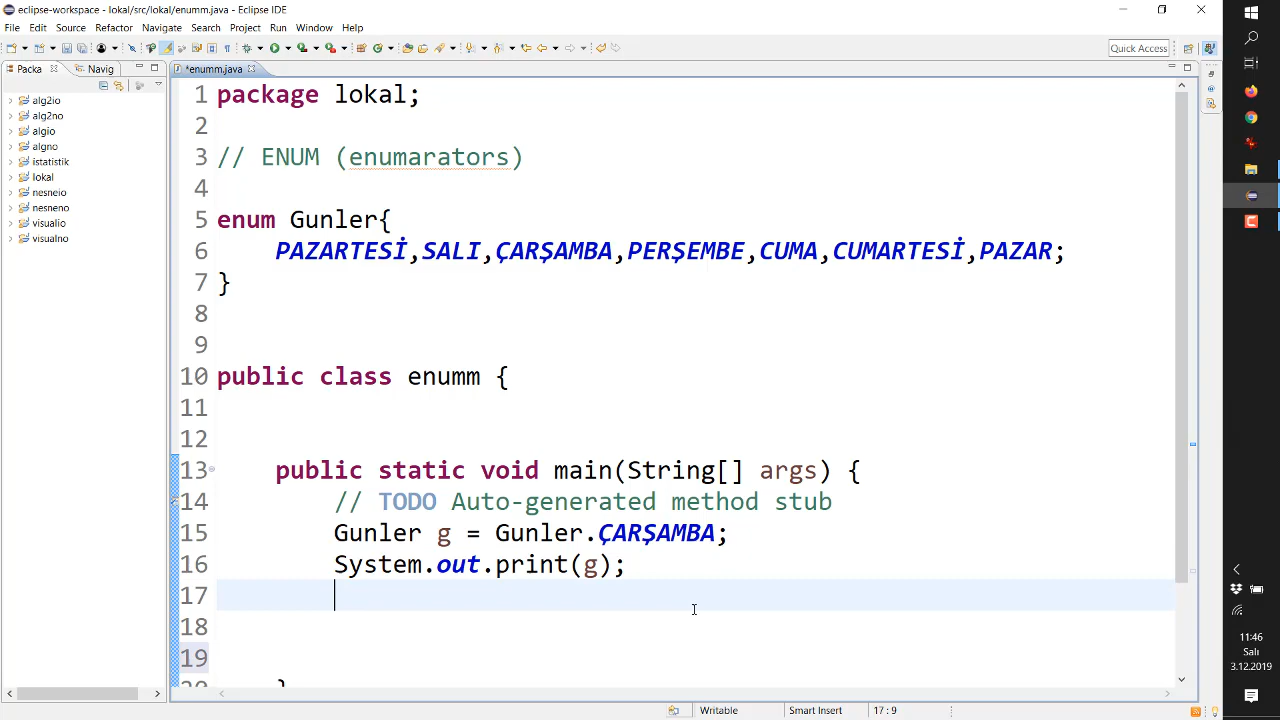 eclipse-workspace - lokal/src/lokal/enumm.java - Eclipse IDE
File Edit Source Refactor Navigate Search Project Run Window Help
Quick Access
Packa Navig
*enumm.java
alg2io
alg2no
algio
algno
istatistik
lokal
nesneio
nesneno
visualio
visualno
1 package lokal;
2
3 // ENUM (enumarators)
4
5 enum Gunler{
6 PAZARTESİ,SALI,ÇARŞAMBA,PERŞEMBE,CUMA,CUMARTESİ,PAZAR;
7 }
8
9
10 public class enumm {
11
12
13 public static void main(String[] args) {
14 // TODO Auto-generated method stub
15 Gunler g = Gunler.ÇARŞAMBA;
16 System.out.print(g);
17
18
19
}
Writable Smart Insert 17 : 9
11:46
Salı
3.12.2019